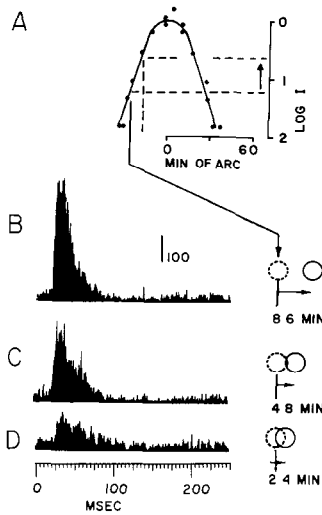 A
0
1
2
LOG I
0
60
MIN OF ARC
B
100
8 6 MIN
C
4 8 MIN
D
2 4 MIN
0
100
200
MSEC